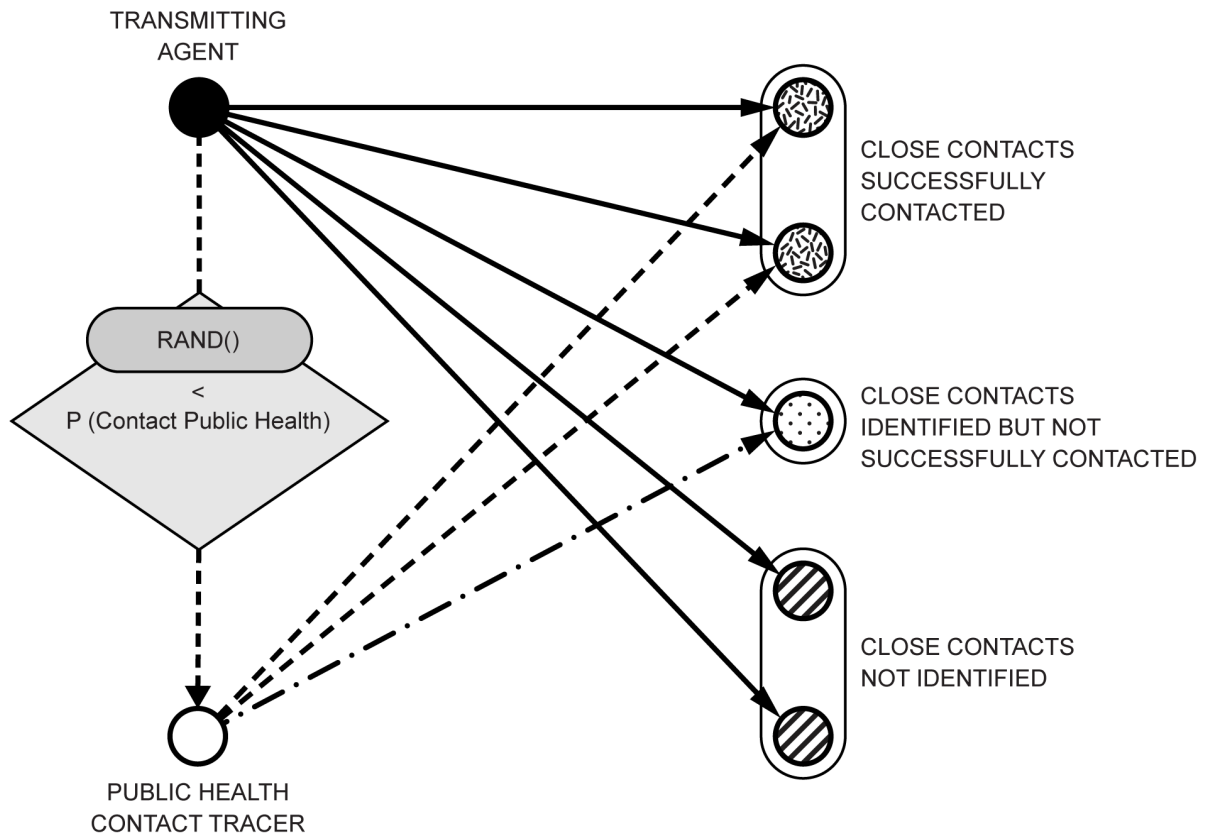 TRANSMITTING
AGENT
CLOSE CONTACTS
SUCCESSFULLY
CONTACTED
RAND()
<
P (Contact Public Health)
CLOSE CONTACTS
IDENTIFIED BUT NOT
SUCCESSFULLY CONTACTED
CLOSE CONTACTS
NOT IDENTIFIED
PUBLIC HEALTH
CONTACT TRACER